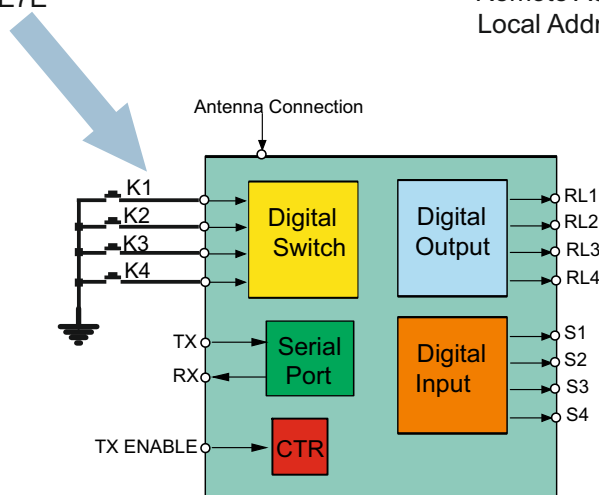 Local Addr
Antenna Connection
K1
K2
K3
K4
Digital
Switch
Digital
Output
RL1
RL2
RL3
RL4
TX
RX
Serial
Port
Digital
Input
S1
S2
S3
S4
TX ENABLE
CTR